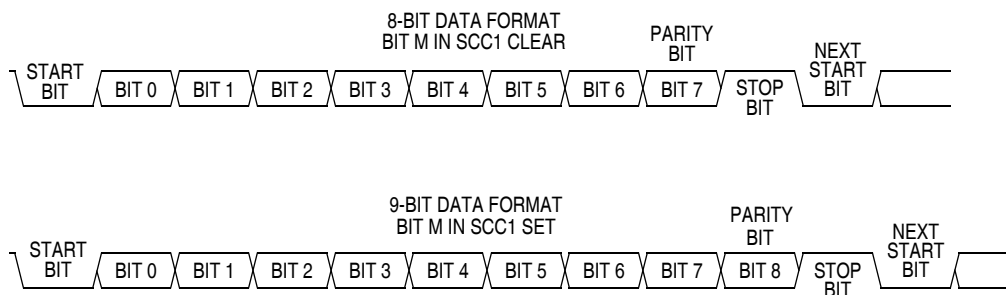 8-BIT DATA FORMAT
BIT M IN SCC1 CLEAR
PARITY
BIT
START
BIT
BIT 0
BIT 1
BIT 2
BIT 3
BIT 4
BIT 5
BIT 6
BIT 7
STOP
BIT
NEXT
START
BIT
9-BIT DATA FORMAT
BIT M IN SCC1 SET
PARITY
BIT
START
BIT
BIT 0
BIT 1
BIT 2
BIT 3
BIT 4
BIT 5
BIT 6
BIT 7
BIT 8
STOP
BIT
NEXT
START
BIT